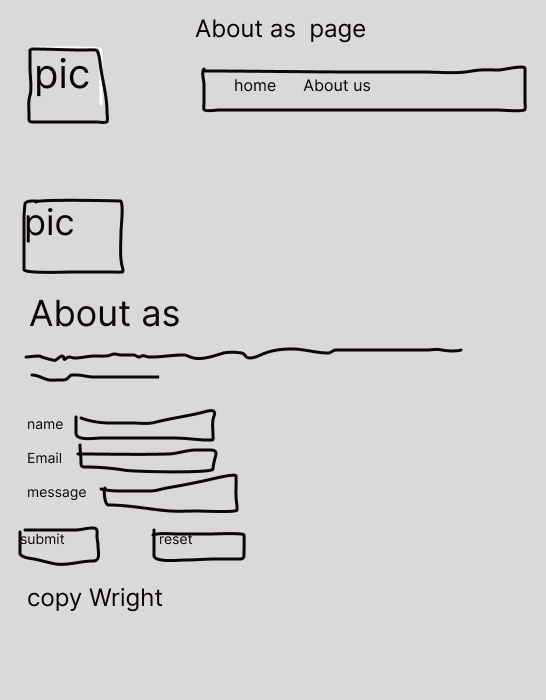 About as page
pic
home About us
pic
About as
name
Email
message
submit reset
copy Wright